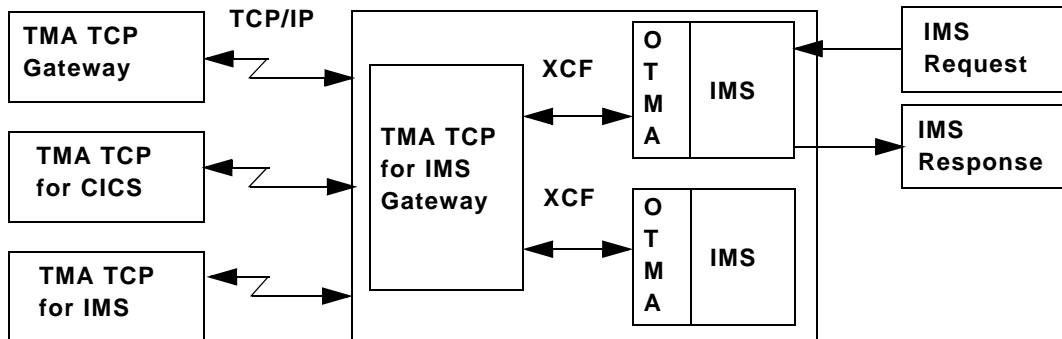 TMA TCP
Gateway
TCP/IP
TMA TCP
for CICS
TMA TCP
for IMS
TMA TCP
for IMS
Gateway
XCF
XCF
O
T
M
A
IMS
O
T
M
A
IMS
IMS
Request
IMS
Response